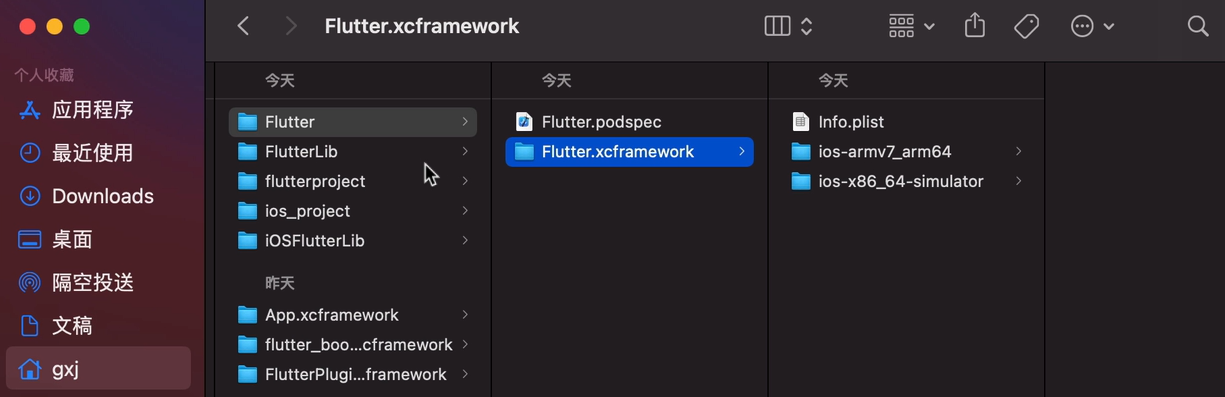 Flutter.xcframework
个人收藏
应用程序
最近使用
Downloads
桌面
隔空投送
文稿
gxj
今天
Flutter
FlutterLib
flutterproject
ios_project
iOSFlutterLib
昨天
App.xcframework
flutter_boo...cframework
FlutterPlugi...framework
今天
Flutter.podspec
Flutter.xcframework
今天
Info.plist
ios-armv7_arm64
ios-x86_64-simulator